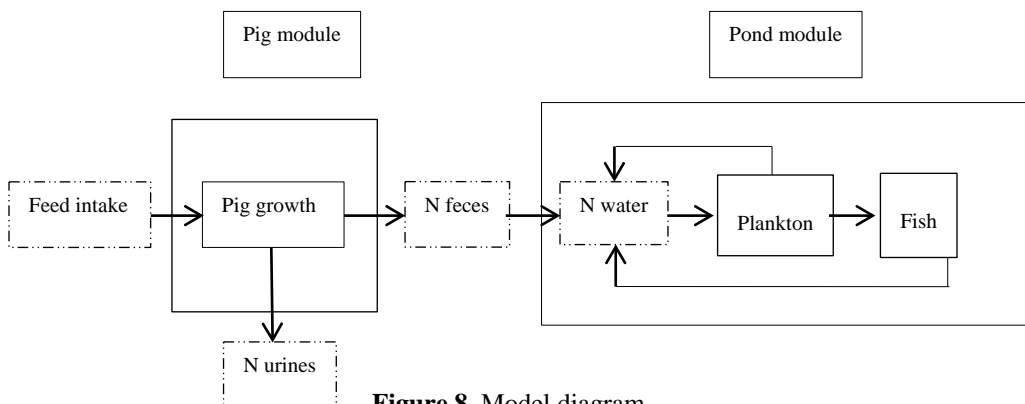 Pig module
Pond module
Feed intake
Pig growth
N feces
N water
Plankton
Fish
N urines
Figure 8. Model diagram